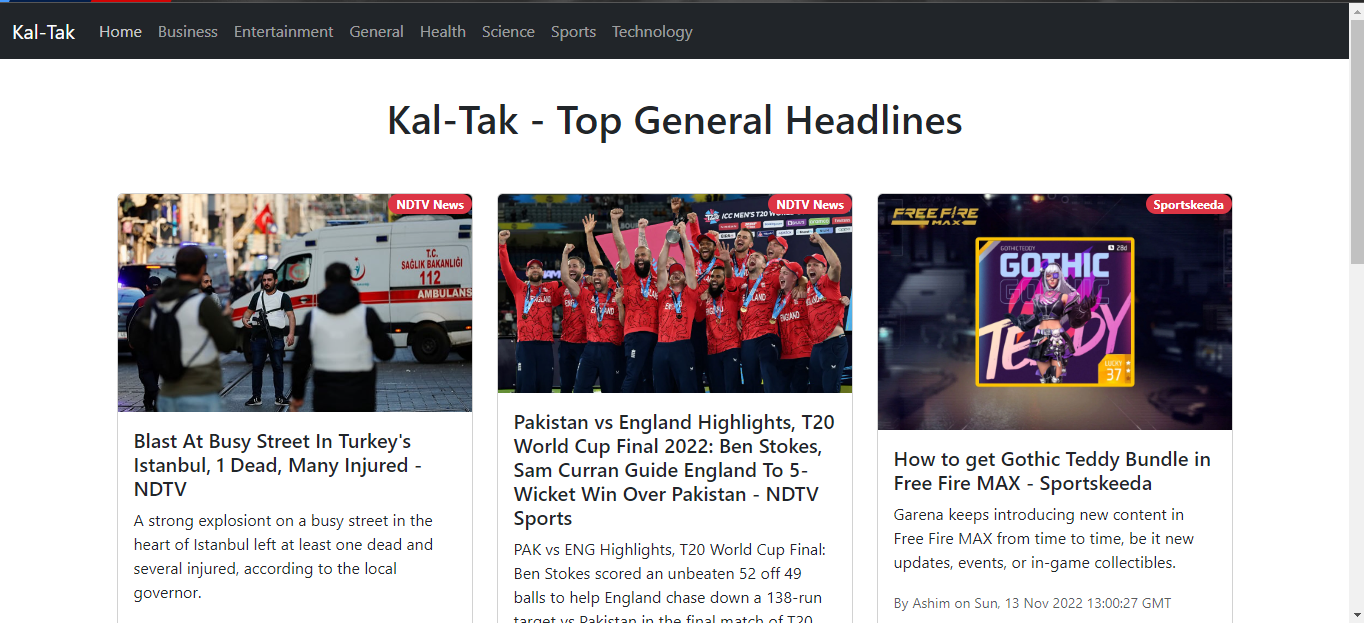 Kal-Tak Home Business Entertainment General Health Science Sports Technology
Kal-Tak - Top General Headlines
NDTV News
T.C.
SAĞLIK BAKANLIĞI
112
AMBULANS
Blast At Busy Street In Turkey's
Istanbul, 1 Dead, Many Injured -
NDTV
A strong explosiont on a busy street in the
heart of Istanbul left at least one dead and
several injured, according to the local
governor.
NDTV News
ICC MEN'S T20 WO
ENGLAND
ENGLAND
ENGLAND
ENGLAND
Pakistan vs England Highlights, T20
World Cup Final 2022: Ben Stokes,
Sam Curran Guide England To 5-
Wicket Win Over Pakistan - NDTV
Sports
PAK vs ENG Highlights, T20 World Cup Final:
Ben Stokes scored an unbeaten 52 off 49
balls to help England chase down a 138-run
target vs Pakistan in the final match of T20
Sportskeeda
FREE FIRE
MAX
GOTHICTEDDY 28d
GOTHIC
TEDDY
LUCKY
37
How to get Gothic Teddy Bundle in
Free Fire MAX - Sportskeeda
Garena keeps introducing new content in
Free Fire MAX from time to time, be it new
updates, events, or in-game collectibles.
By Ashim on Sun, 13 Nov 2022 13:00:27 GMT